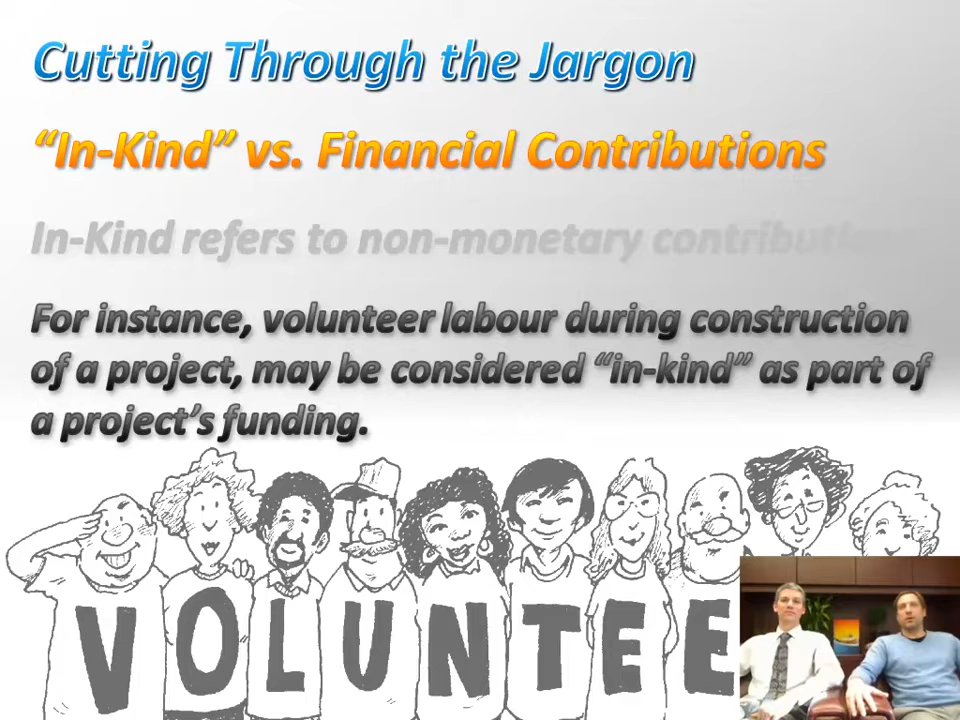 Cutting Through the Jargon
“In-Kind” vs. Financial Contributions
In-Kind refers to non-monetary
For instance, volunteer labour during construction
of a project, may be considered “in-kind” as part of
a project’s funding.
VOLUNTEE